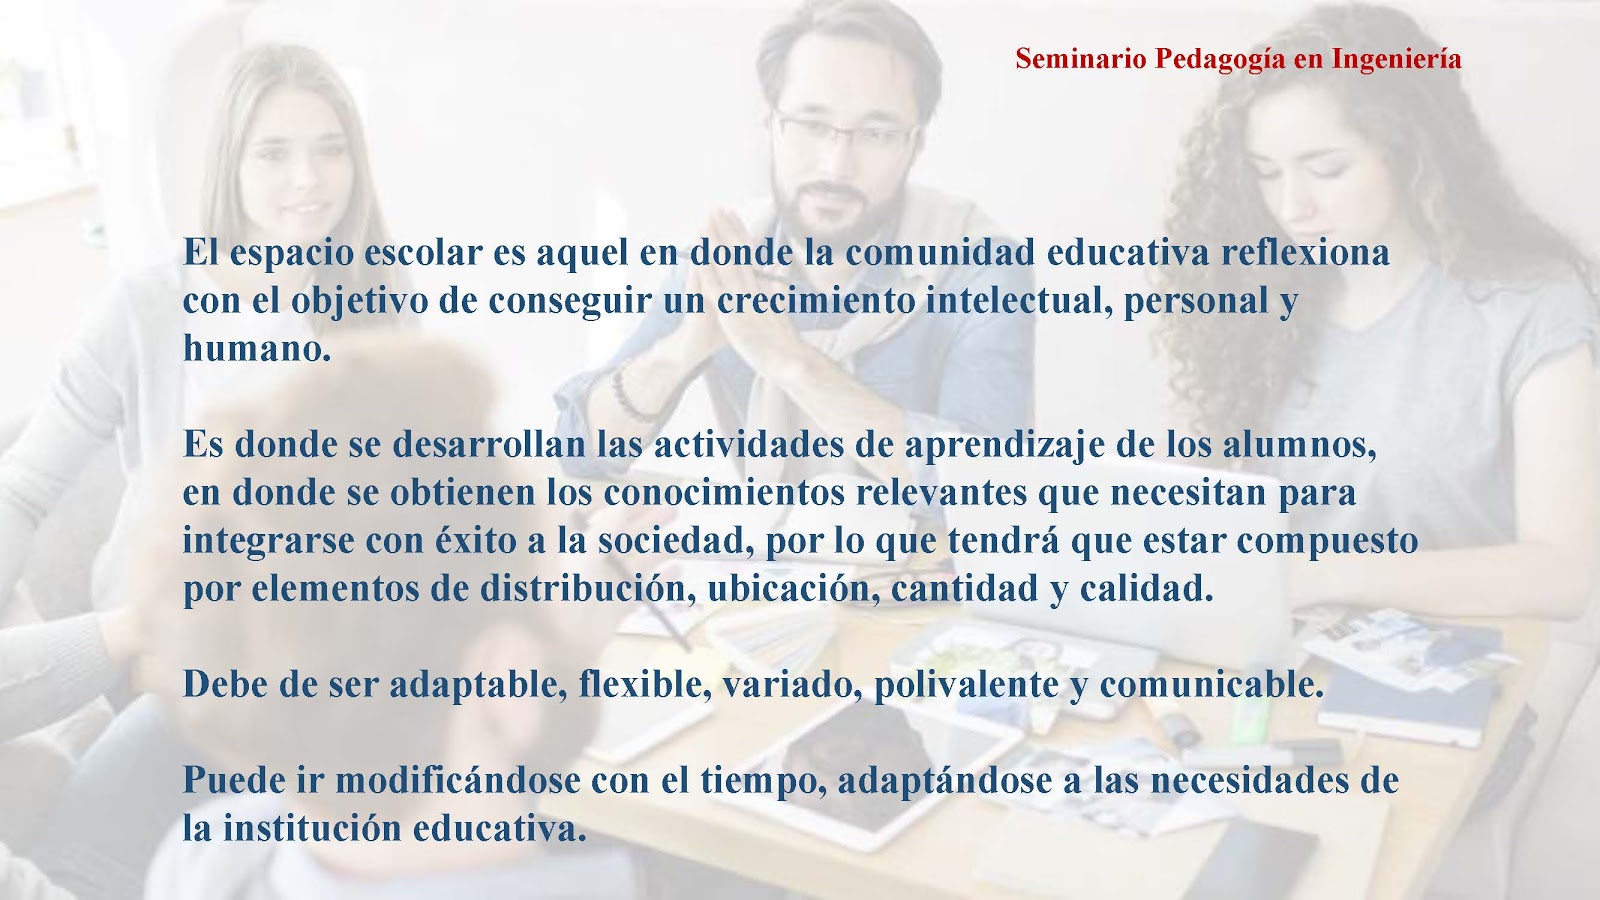 Seminario Pedagogía en Ingeniería
El espacio escolar es aquel en donde la comunidad educativa reflexiona
con el objetivo de conseguir un crecimiento intelectual, personal y
humano.
Es donde se desarrollan las actividades de aprendizaje de los alumnos,
en donde se obtienen los conocimientos relevantes que necesitan para
integrarse con éxito a la sociedad, por lo que tendrá que estar compuesto
por elementos de distribución, ubicación, cantidad y calidad.
Debe de ser adaptable, flexible, variado, polivalente y comunicable.
Puede ir modificándose con el tiempo, adaptándose a las necesidades de
la institución educativa.